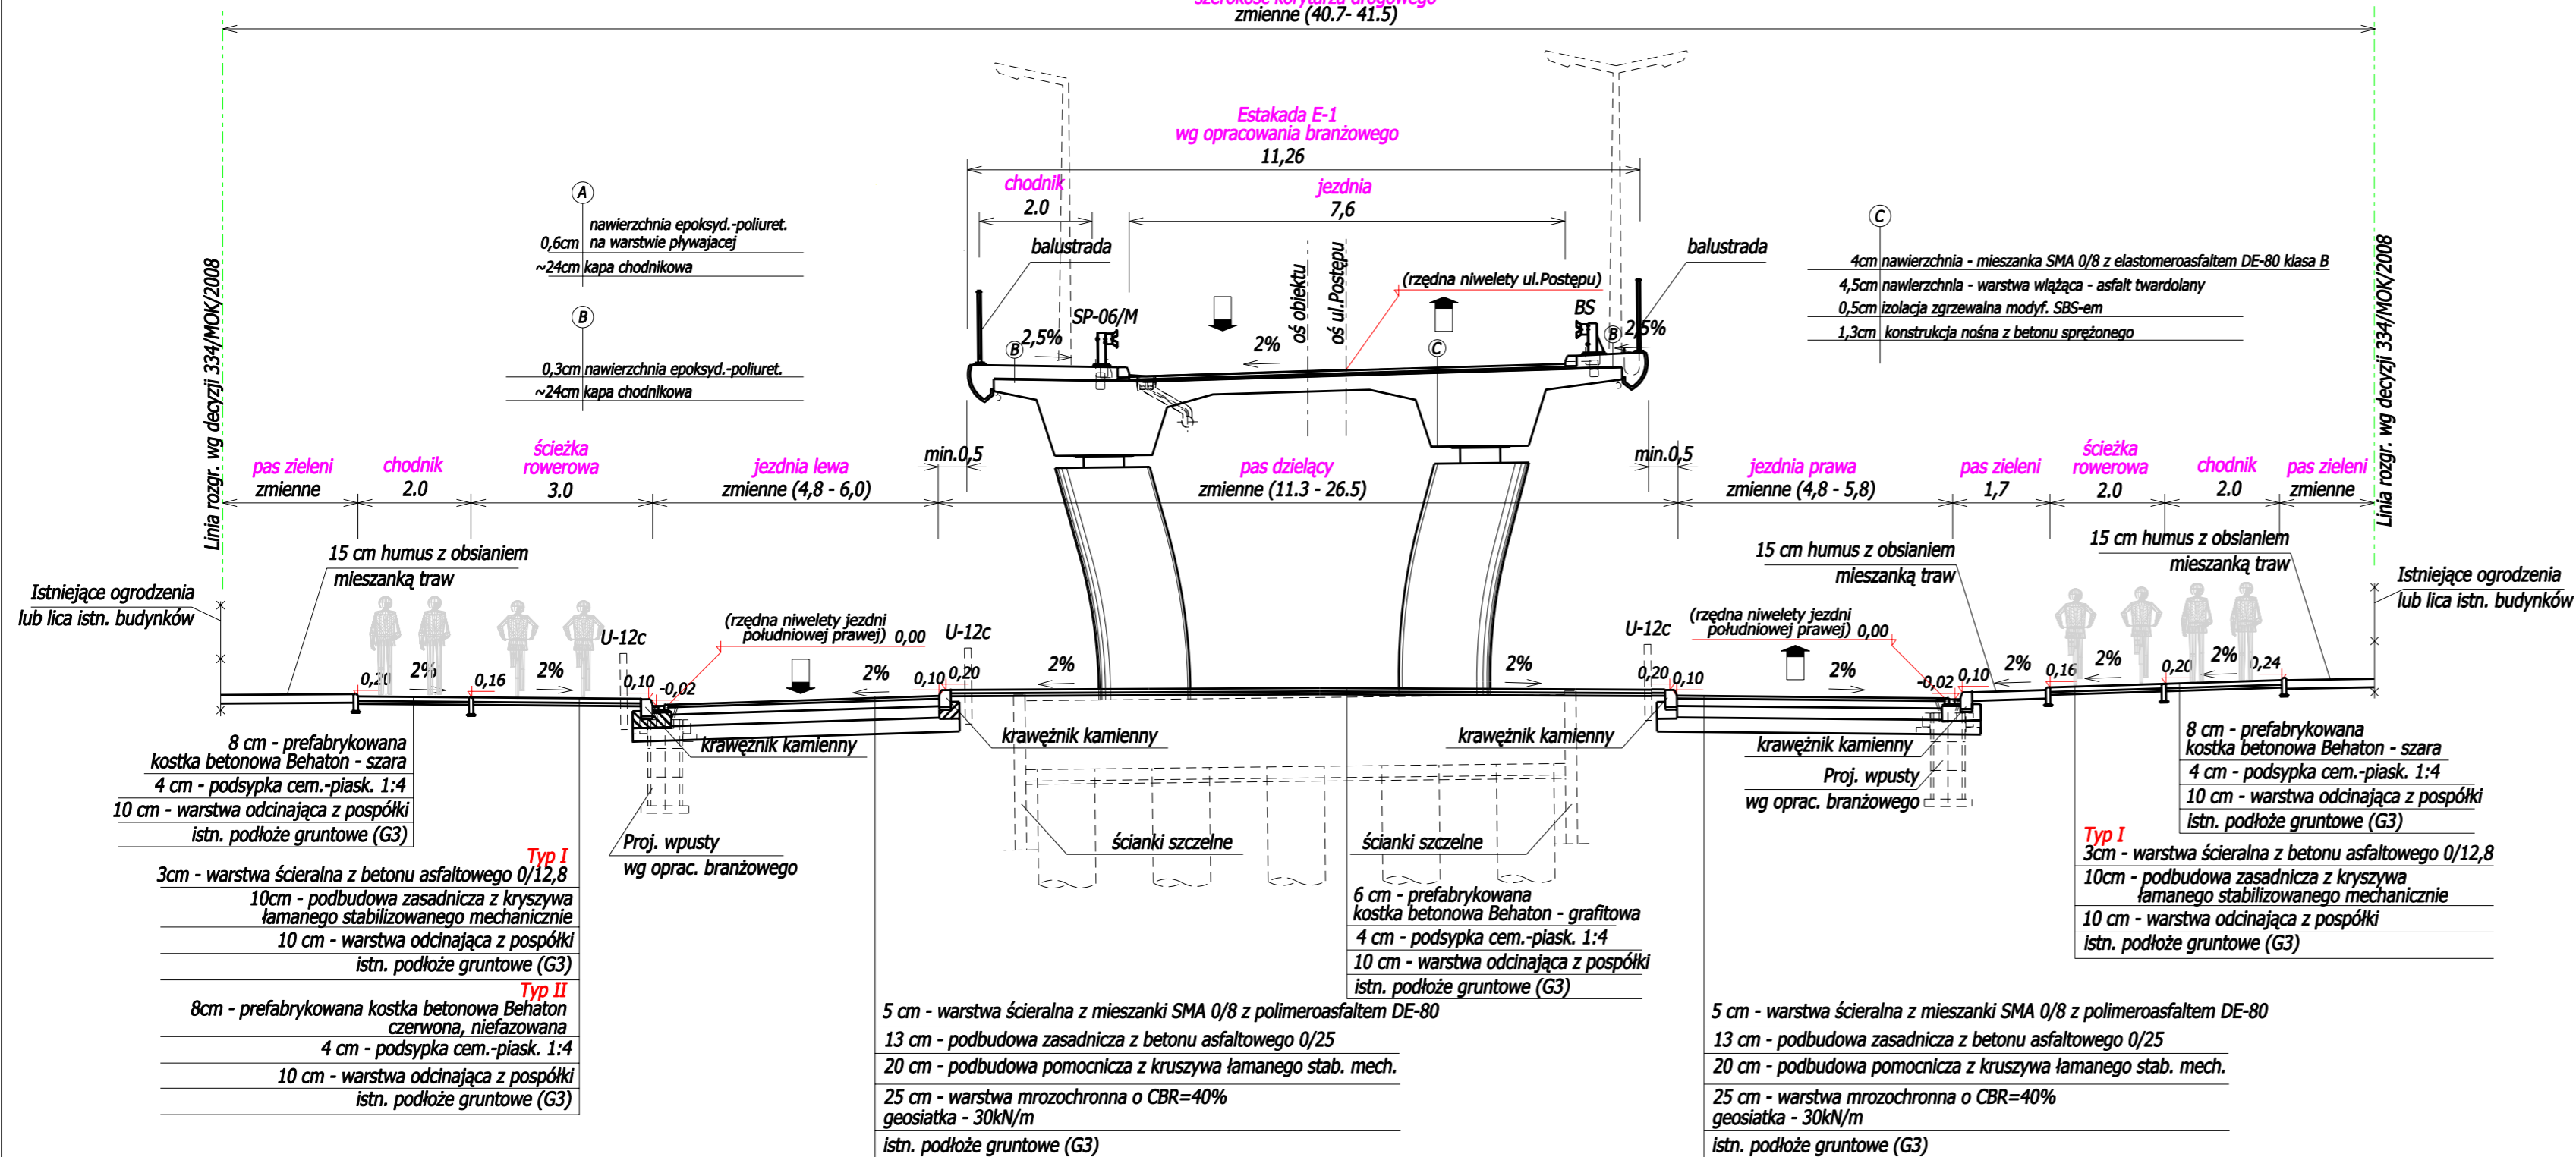 szerokość korytarza drogowego
zmienne (40.7- 41.5)
Estakada E-1
wg opracowania branżowego
11,26
chodnik
2.0
jezdnia
7,6
balustrada
balustrada
A
nawierzchnia epoksyd.-poliuret.
0,6cm na warstwie pływajacej
~24cm kapa chodnikowa
B
0,3cm nawierzchnia epoksyd.-poliuret.
~24cm kapa chodnikowa
C
4cm nawierzchnia - mieszanka SMA 0/8 z elastomeroasfaltem DE-80 klasa B
4,5cm nawierzchnia - warstwa wiążąca - asfalt twardolany
0,5cm izolacja zgrzewalna modyf. SBS-em
1,3cm konstrukcja nośna z betonu sprężonego
Linia rozgr. wg decyzji 334/MOK/2008
Linia rozgr. wg decyzji 334/MOK/2008
oś obiektu
oś ul.Postępu
(rzędna niwelety ul.Postępu)
SP-06/M
BS
B
2,5%
2%
C
B
2,5%
pas zieleni
zmienne
chodnik
2.0
ścieżka
rowerowa
3.0
jezdnia lewa
zmienne (4,8 - 6,0)
min.0,5
pas dzielący
zmienne (11.3 - 26.5)
min.0,5
jezdnia prawa
zmienne (4,8 - 5,8)
pas zieleni
1,7
ścieżka
rowerowa
2.0
chodnik
2.0
pas zieleni
zmienne
15 cm humus z obsianiem
mieszanką traw
15 cm humus z obsianiem
mieszanką traw
15 cm humus z obsianiem
mieszanką traw
Istniejące ogrodzenia
lub lica istn. budynków
Istniejące ogrodzenia
lub lica istn. budynków
U-12c
(rzędna niwelety jezdni
południowej prawej) 0,00
U-12c
U-12c
(rzędna niwelety jezdni
południowej prawej) 0,00
0,20
2%
0,16
2%
0,10
-0,02
2%
0,10
0,20
2%
2%
0,20
0,10
2%
-0,02
0,10
2%
0,16
2%
0,20
2%
0,24
krawężnik kamienny
krawężnik kamienny
krawężnik kamienny
krawężnik kamienny
8 cm - prefabrykowana
kostka betonowa Behaton - szara
4 cm - podsypka cem.-piask. 1:4
10 cm - warstwa odcinająca z pospółki
istn. podłoże gruntowe (G3)
Typ I
3cm - warstwa ścieralna z betonu asfaltowego 0/12,8
10cm - podbudowa zasadnicza z kryszywa
łamanego stabilizowanego mechanicznie
10 cm - warstwa odcinająca z pospółki
istn. podłoże gruntowe (G3)
Typ II
8cm - prefabrykowana kostka betonowa Behaton
czerwona, niefazowana
4 cm - podsypka cem.-piask. 1:4
10 cm - warstwa odcinająca z pospółki
istn. podłoże gruntowe (G3)
Proj. wpusty
wg oprac. branżowego
ścianki szczelne
ścianki szczelne
Proj. wpusty
wg oprac. branżowego
6 cm - prefabrykowana
kostka betonowa Behaton - grafitowa
4 cm - podsypka cem.-piask. 1:4
10 cm - warstwa odcinająca z pospółki
istn. podłoże gruntowe (G3)
5 cm - warstwa ścieralna z mieszanki SMA 0/8 z polimeroasfaltem DE-80
13 cm - podbudowa zasadnicza z betonu asfaltowego 0/25
20 cm - podbudowa pomocnicza z kruszywa łamanego stab. mech.
25 cm - warstwa mrozochronna o CBR=40%
geosiatka - 30kN/m
istn. podłoże gruntowe (G3)
5 cm - warstwa ścieralna z mieszanki SMA 0/8 z polimeroasfaltem DE-80
13 cm - podbudowa zasadnicza z betonu asfaltowego 0/25
20 cm - podbudowa pomocnicza z kruszywa łamanego stab. mech.
25 cm - warstwa mrozochronna o CBR=40%
geosiatka - 30kN/m
istn. podłoże gruntowe (G3)
8 cm - prefabrykowana
kostka betonowa Behaton - szara
4 cm - podsypka cem.-piask. 1:4
10 cm - warstwa odcinająca z pospółki
istn. podłoże gruntowe (G3)
Typ I
3cm - warstwa ścieralna z betonu asfaltowego 0/12,8
10cm - podbudowa zasadnicza z kryszywa
łamanego stabilizowanego mechanicznie
10 cm - warstwa odcinająca z pospółki
istn. podłoże gruntowe (G3)